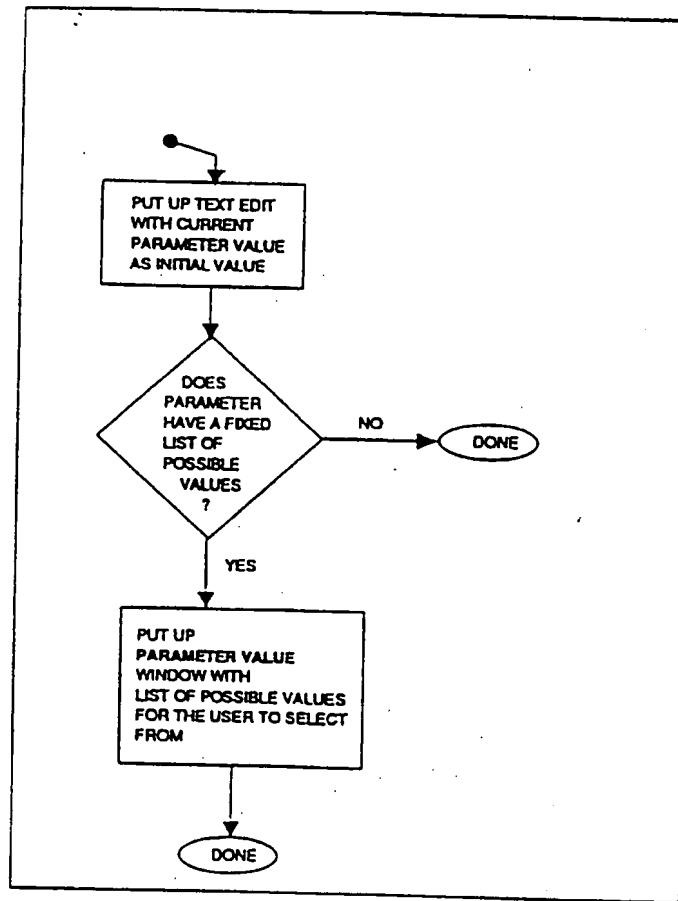 PUT UP TEXT EDIT
WITH CURRENT
PARAMETER VALUE
AS INITIAL VALUE
DOES
PARAMETER
HAVE A FIXED
LIST OF
POSSIBLE
VALUES
?
NO
DONE
YES
PUT UP
PARAMETER VALUE
WINDOW WITH
LIST OF POSSIBLE VALUES
FOR THE USER TO SELECT
FROM
DONE